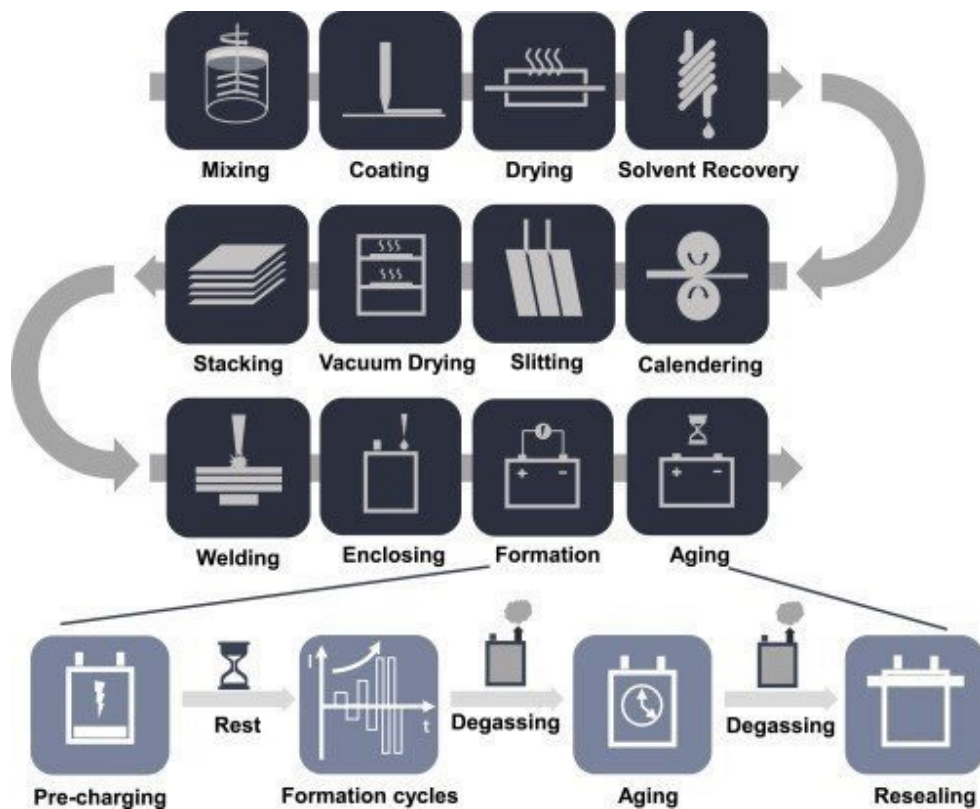 Mixing
Coating
Drying
Solvent Recovery
Stacking
Vacuum Drying
Slitting
Calendering
+ -
+ -
Welding
Enclosing
Formation
Aging
I
t
Rest
Degassing
Degassing
Pre-charging
Formation cycles
Aging
Resealing